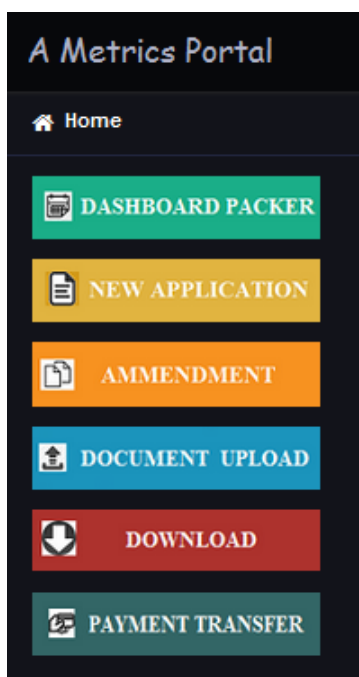 A Metrics Portal
Home
DASHBOARD PACKER
NEW APPLICATION
AMMENDMENT
DOCUMENT UPLOAD
DOWNLOAD
PAYMENT TRANSFER